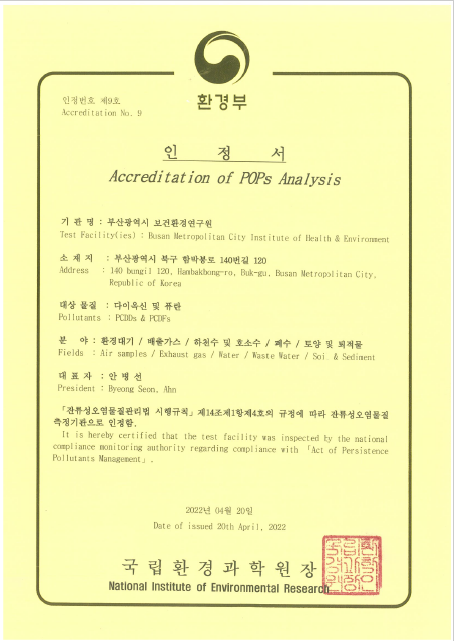 환경부
인정번호 제9호
Accreditation No. 9
인 정 서
Accreditation of POPs Analysis
기 관 명 : 부산광역시 보건환경연구원
Test Facility(ies) : Busan Metropolitan City Institute of Health & Environment
소 재 지 : 부산광역시 북구 함박봉로 140번길 120
Address : 140 bungil 120, Hambakbong-ro, Buk-gu, Busan Metropolitan City,
Republic of Korea
대상 물질 : 다이옥신 및 퓨란
Pollutants : PCDDs & PCDFs
분 야 : 환경대기 / 배출가스 / 하천수 및 호소수 / 폐수 / 토양 및 퇴적물
Fields : Air samples / Exhaust gas / Water / Waste Water / Soil & Sediment
대 표 자 : 안 병 선
President : Byeong Seon, Ahn
「잔류성오염물질관리법 시행규칙」 제14조제1항제4호의 규정에 따라 잔류성오염물질
측정기관으로 인정함.
It is hereby certified that the test facility was inspected by the national
compliance monitoring authority regarding compliance with 「Act of Persistence
Pollutants Management」.
2022년 04월 20일
Date of issued 20th April, 2022
국립환경과학원장
National Institute of Environmental Research